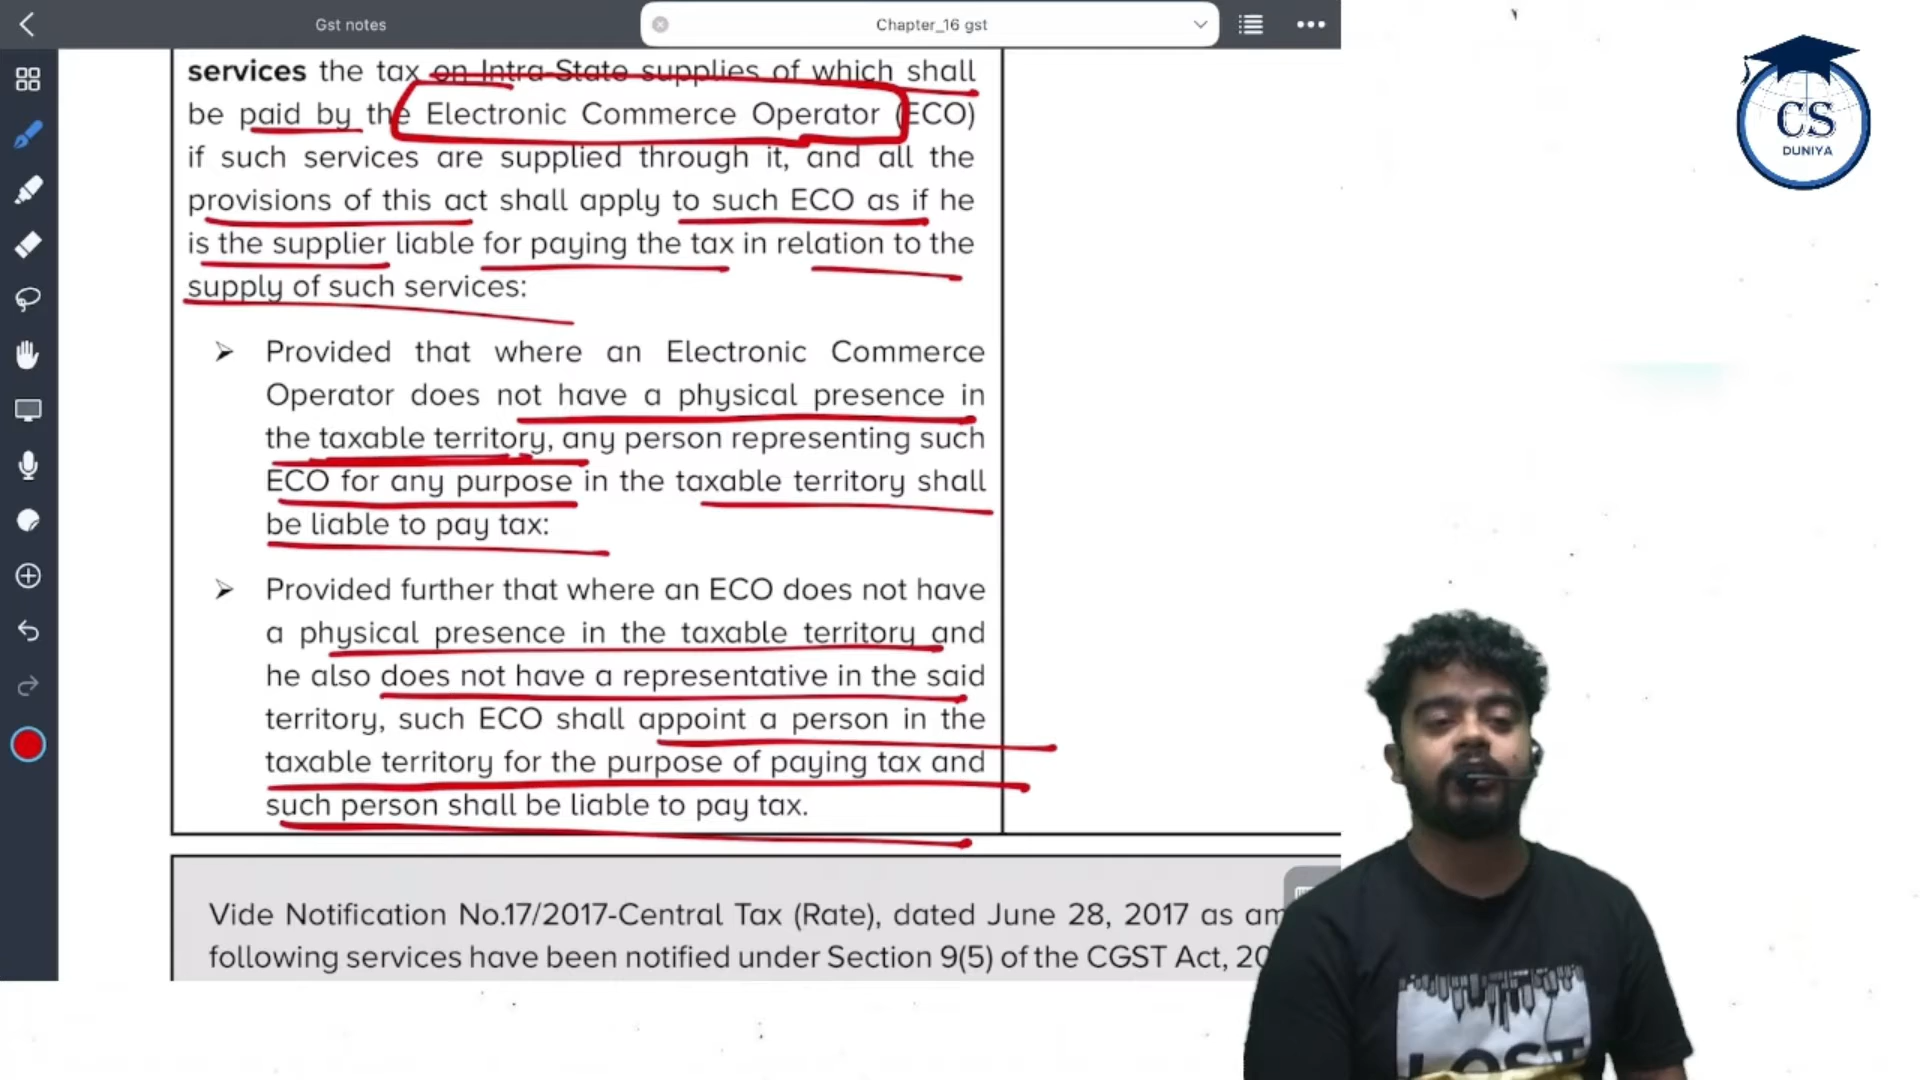 Gst notes
Chapter_16 gst
services the tax on Intra-State supplies of which shall
be paid by the Electronic Commerce Operator (ECO)
if such services are supplied through it, and all the
provisions of this act shall apply to such ECO as if he
is the supplier liable for paying the tax in relation to the
supply of such services:
➢ Provided that where an Electronic Commerce
Operator does not have a physical presence in
the taxable territory, any person representing such
ECO for any purpose in the taxable territory shall
be liable to pay tax:
➢ Provided further that where an ECO does not have
a physical presence in the taxable territory and
he also does not have a representative in the said
territory, such ECO shall appoint a person in the
taxable territory for the purpose of paying tax and
such person shall be liable to pay tax.
Vide Notification No.17/2017-Central Tax (Rate), dated June 28, 2017 as am
following services have been notified under Section 9(5) of the CGST Act, 20
CS
DUNIYA
LOST